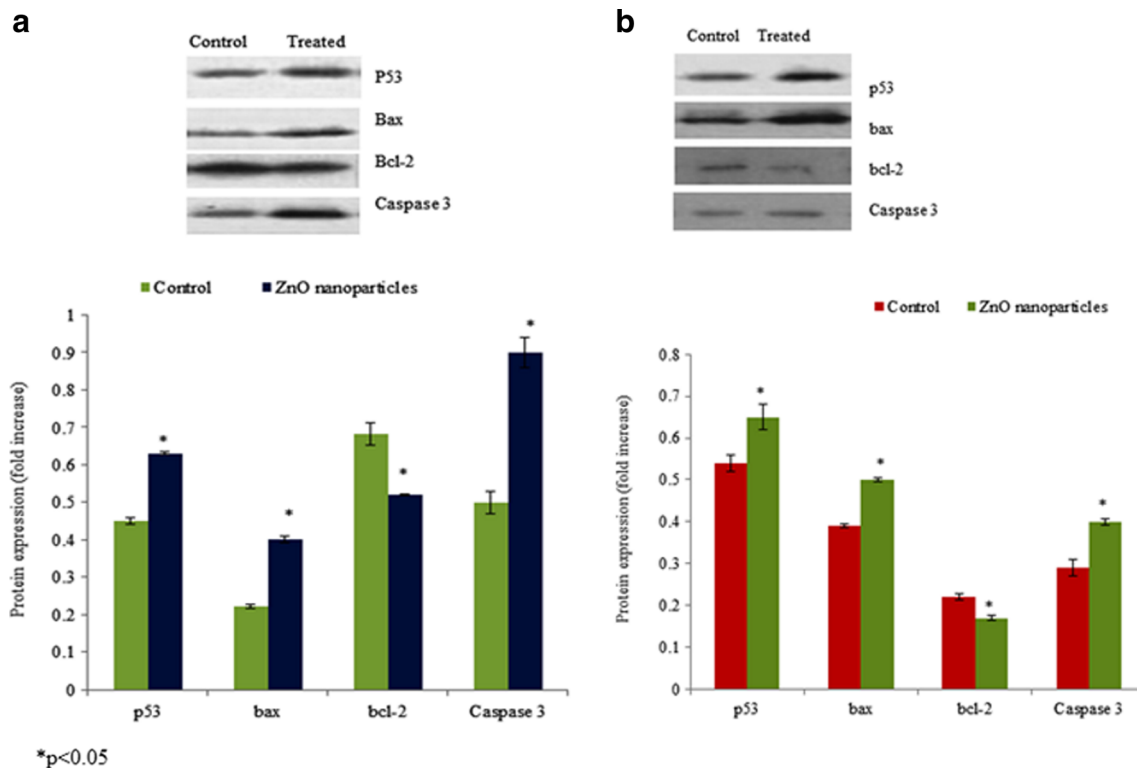 a
Control Treated
P53
Bax
Bcl-2
Caspase 3
Control ZnO nanoparticles
Protein expression (fold increase)
1
0.9
0.8
0.7
0.6
0.5
0.4
0.3
0.2
0.1
0
*
*
*
*
p53 bax bcl-2 Caspase 3
*p<0.05
b
Control Treated
p53
bax
bcl-2
Caspase 3
Control ZnO nanoparticles
Protein expression (fold increase)
0.8
0.7
0.6
0.5
0.4
0.3
0.2
0.1
0
*
*
*
*
p53 bax bcl-2 Caspase 3